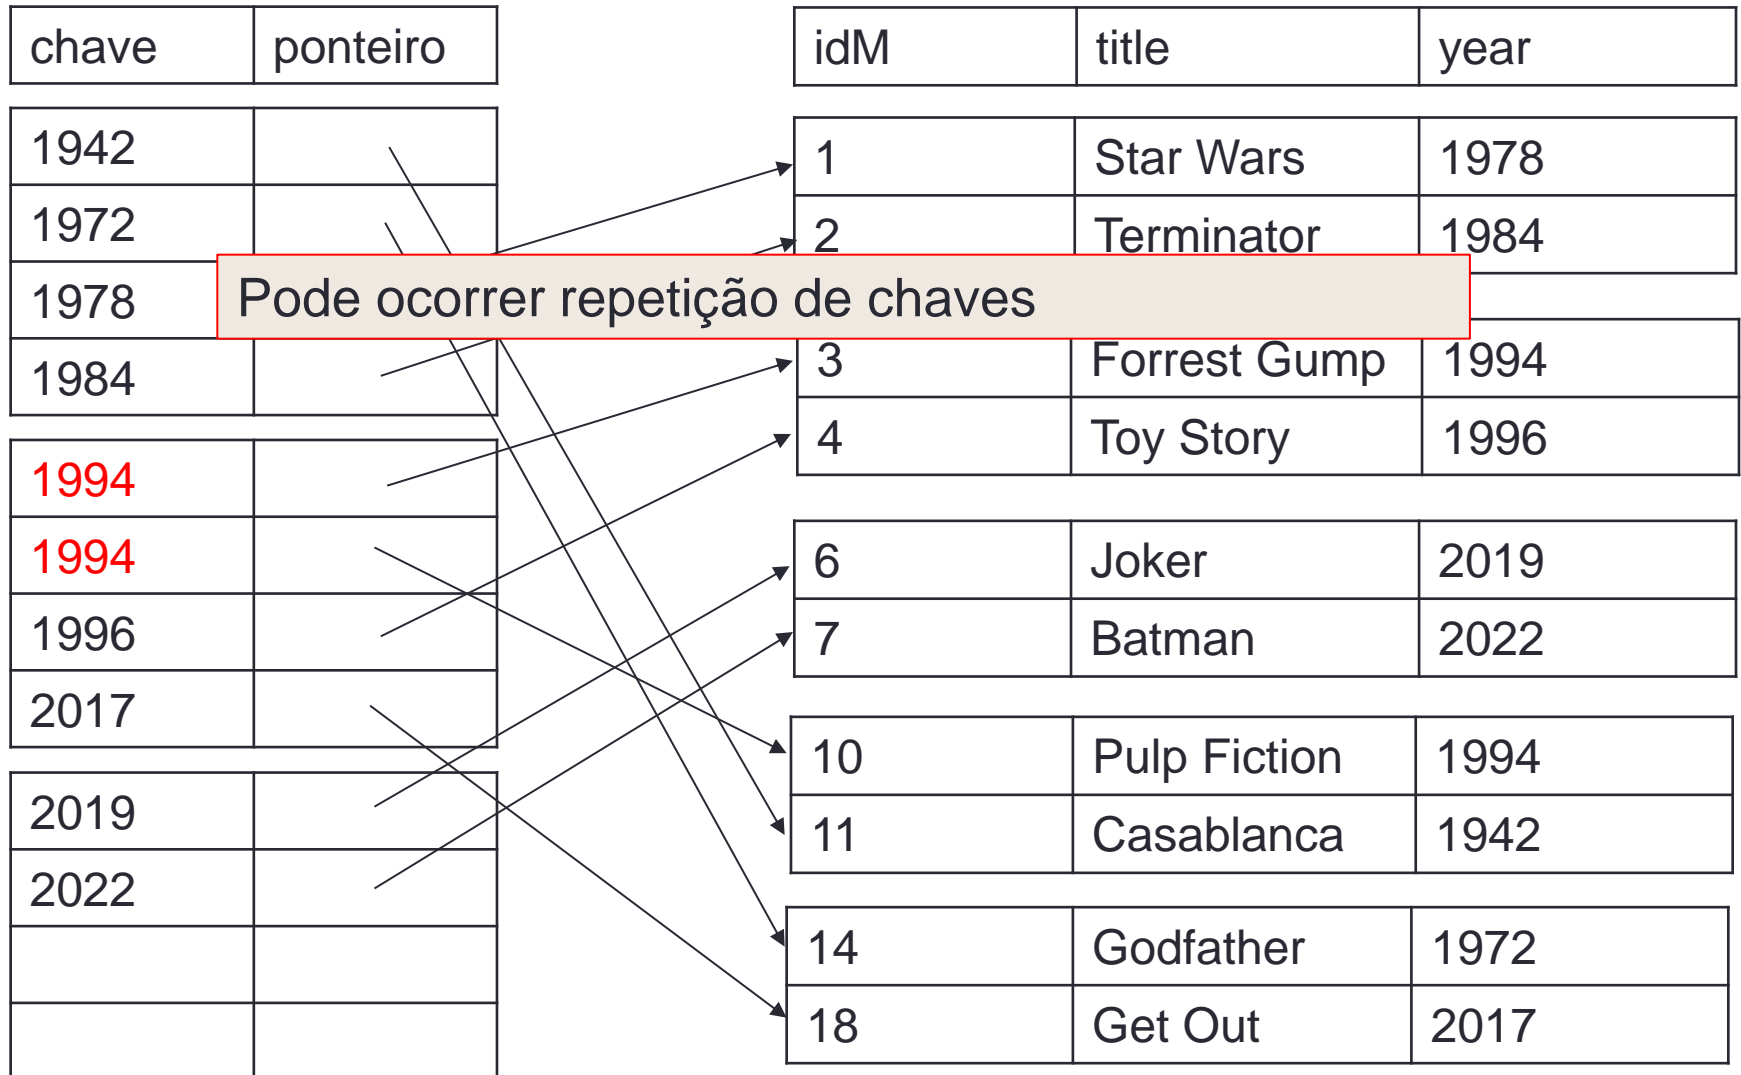 chave ponteiro
1942
1972
1978
1984
1994
1994
1996
2017
2019
2022
Pode ocorrer repetição de chaves
idM title year
1 Star Wars 1978
2 Terminator 1984
3 Forrest Gump 1994
4 Toy Story 1996
6 Joker 2019
7 Batman 2022
10 Pulp Fiction 1994
11 Casablanca 1942
14 Godfather 1972
18 Get Out 2017